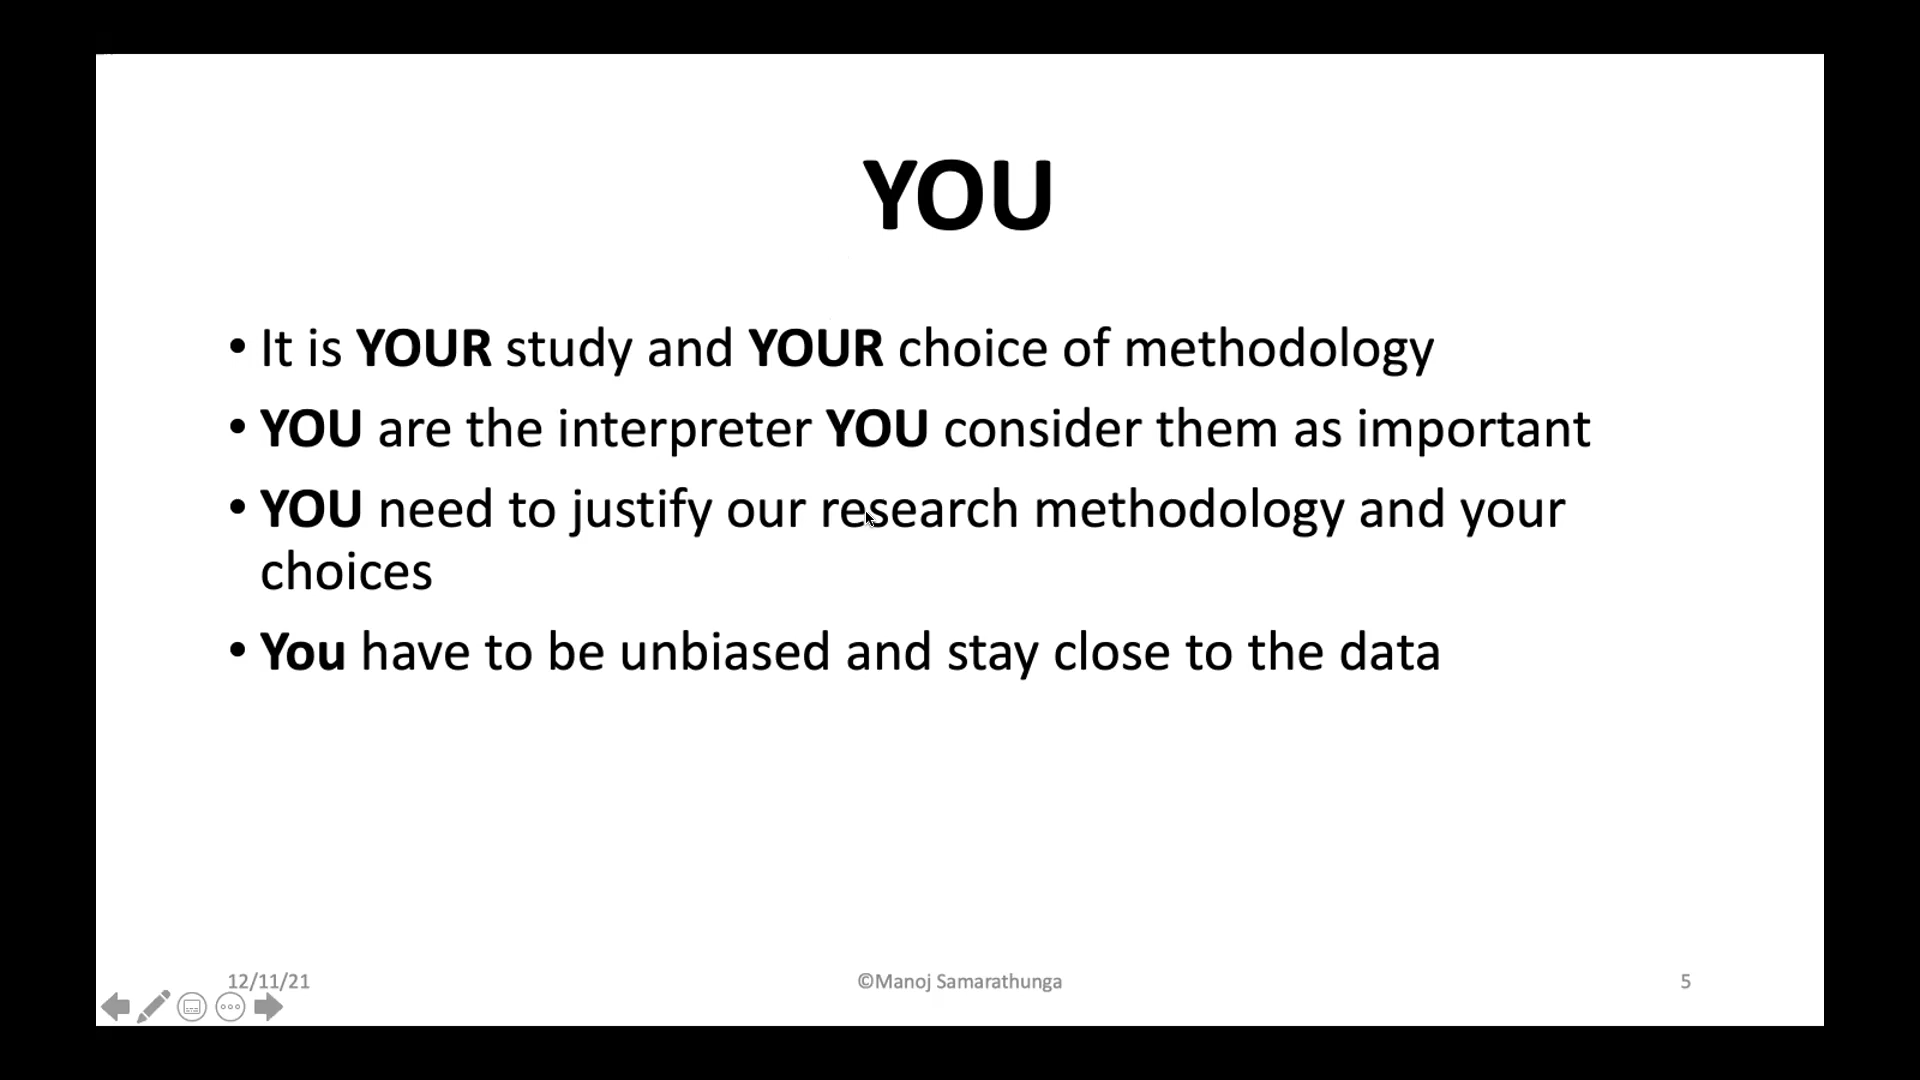 YOU
• It is YOUR study and YOUR choice of methodology
• YOU are the interpreter YOU consider them as important
• YOU need to justify our research methodology and your
choices
• You have to be unbiased and stay close to the data
12/11/21
©Manoj Samarathunga
5